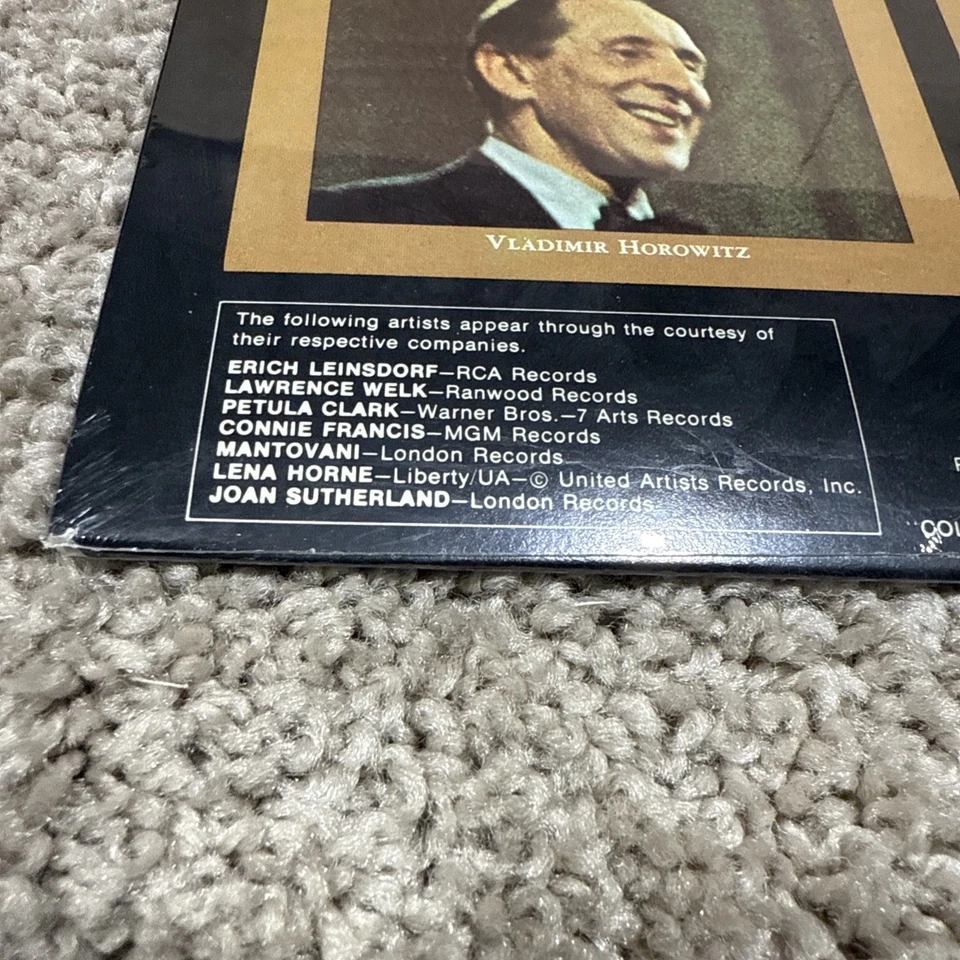 VLADIMIR HOROWITZ
The following artists appear through the courtesy of
their respective companies.
ERICH LEINSDORF—RCA Records
LAWRENCE WELK—Ranwood Records
PETULA CLARK—Warner Bros.—7 Arts Records
CONNIE FRANCIS—MGM Records
MANTOVANI—London Records
LENA HORNE—Liberty/UA—© United Artists Records, Inc.
JOAN SUTHERLAND—London Records